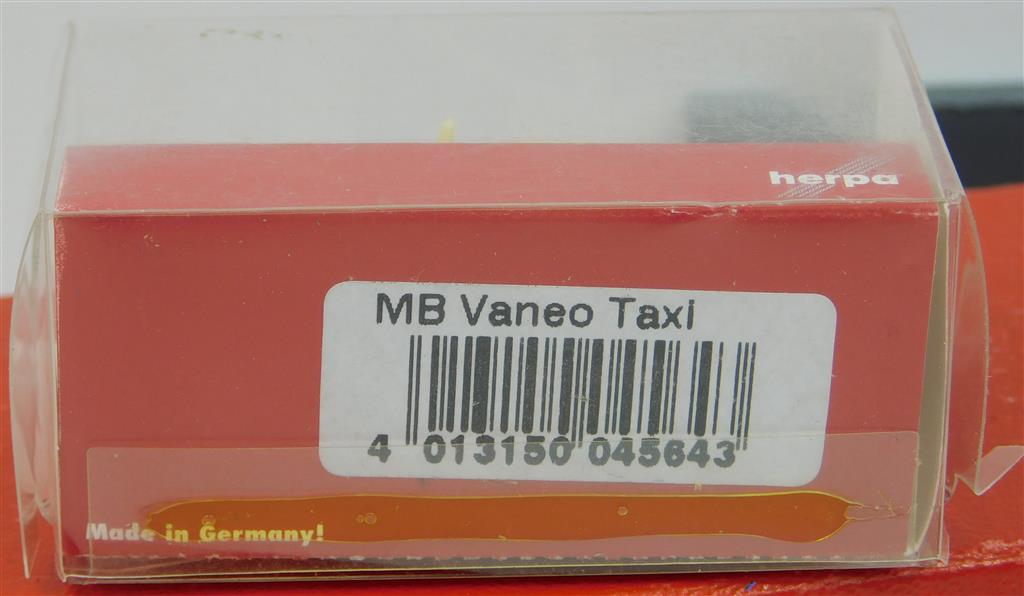 herpa
MB Vaneo Taxi
4 013150 045643
Made in Germany!